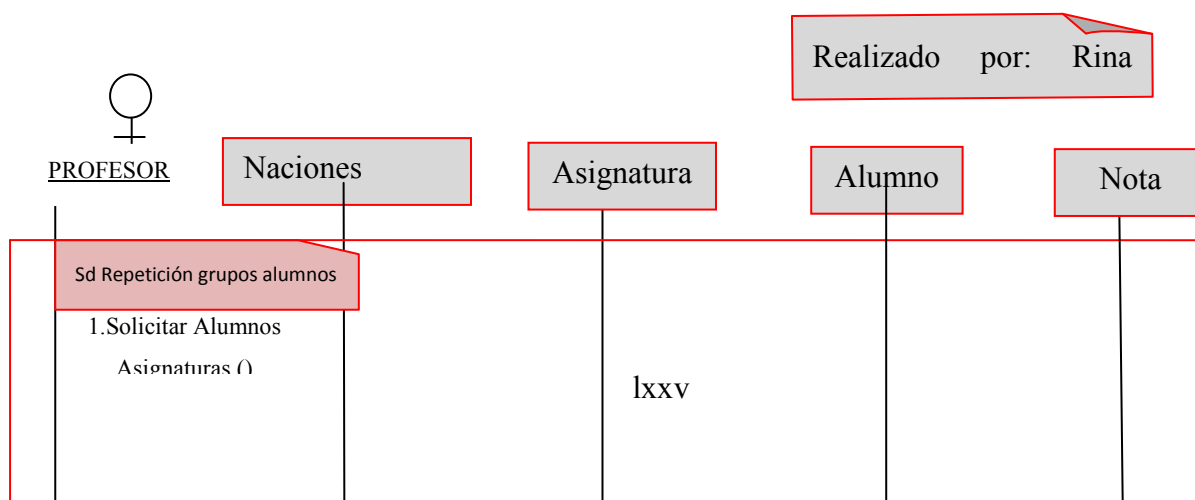 Realizado por: Rina
PROFESOR
Naciones
Asignatura
Alumno
Nota
Sd Repetición grupos alumnos
1.Solicitar Alumnos
Asignaturas ()
lxxv